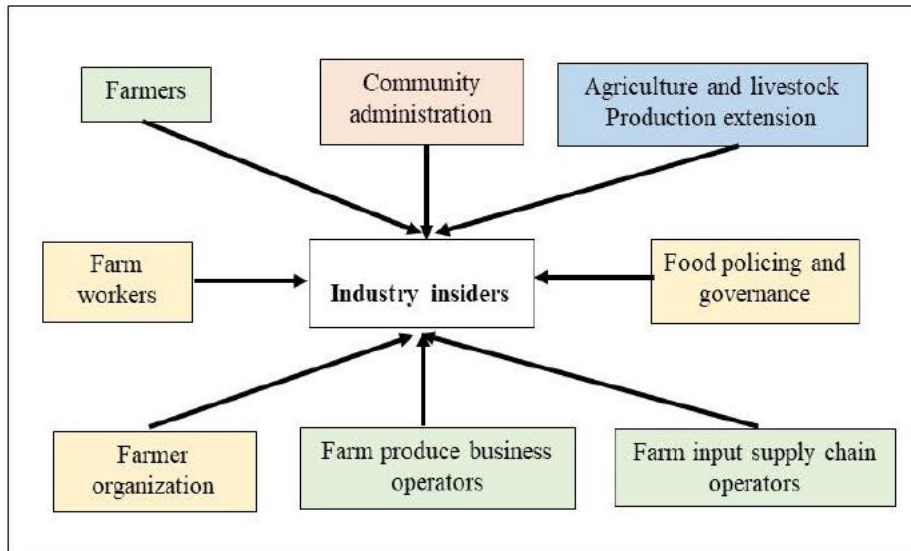 Farmers
Community
administration
Agriculture and livestock
Production extension
Farm
workers
Industry insiders
Food policing and
governance
Farmer
organization
Farm produce business
operators
Farm input supply chain
operators